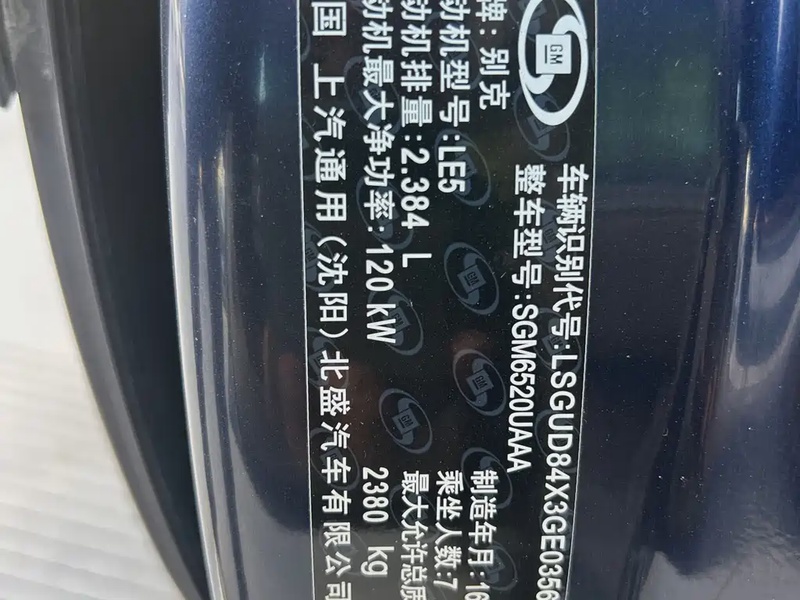 GM
车辆识别代号:LSGUD84X3GE0356
整车型号:SGM6520UAAA
牌: 别克
制造年月:16
动机型号:LE5
乘坐人数:7
动机排量:2.384 L
最大允许总质
动机最大净功率:120 kW
2380 kg
国 上汽通用(沈阳)北盛汽车有限公司